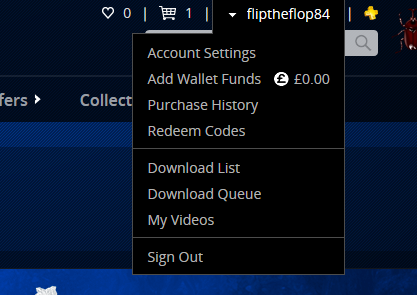 0 | 1 | fliptheflop84 |
Account Settings
Add Wallet Funds £ £0.00
Purchase History
fers Collect
Redeem Codes
Download List
Download Queue
My Videos
Sign Out